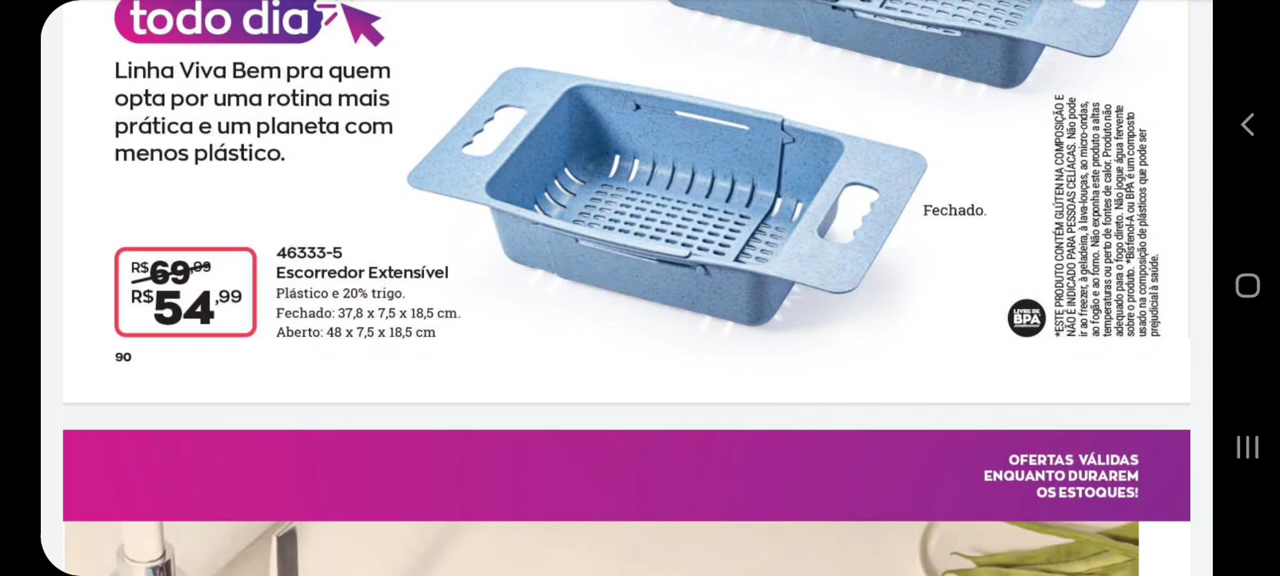 todo dia
Linha Viva Bem pra quem
opta por uma rotina mais
prática e um planeta com
menos plástico.
R$69,99
R$54,99
46333-5
Escorredor Extensível
Plástico e 20% trigo.
Fechado: 37,8 x 7,5 x 18,5 cm.
Aberto: 48 x 7,5 x 18,5 cm
90
Fechado.
LIVRE DE
BPA
*ESTE PRODUTO CONTÉM GLÚTEN NA COMPOSIÇÃO E
NÃO É INDICADO PARA PESSOAS CELÍACAS. Não pode
ir ao freezer, à geladeira, à lava-louças, ao micro-ondas,
ao fogão e ao forno. Não exponha este produto a altas
temperaturas ou perto de fontes de calor. Produto não
adequado para o fogo direto. Não jogue água fervente
sobre o produto. *Bisfenol-A ou BPA é um composto
usado na composição de plásticos que pode ser
prejudicial à saúde.
OFERTAS VÁLIDAS
ENQUANTO DURAREM
OS ESTOQUES!